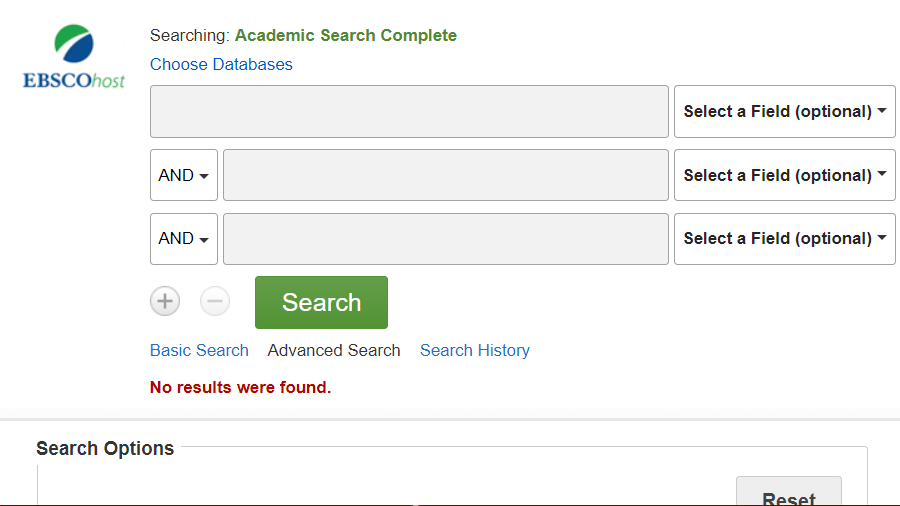 Searching: Academic Search Complete
EBSCOhost
Choose Databases
Select a Field (optional)
AND
Select a Field (optional)
AND
Select a Field (optional)
Search
Basic Search Advanced Search Search History
No results were found.
Search Options
Reset